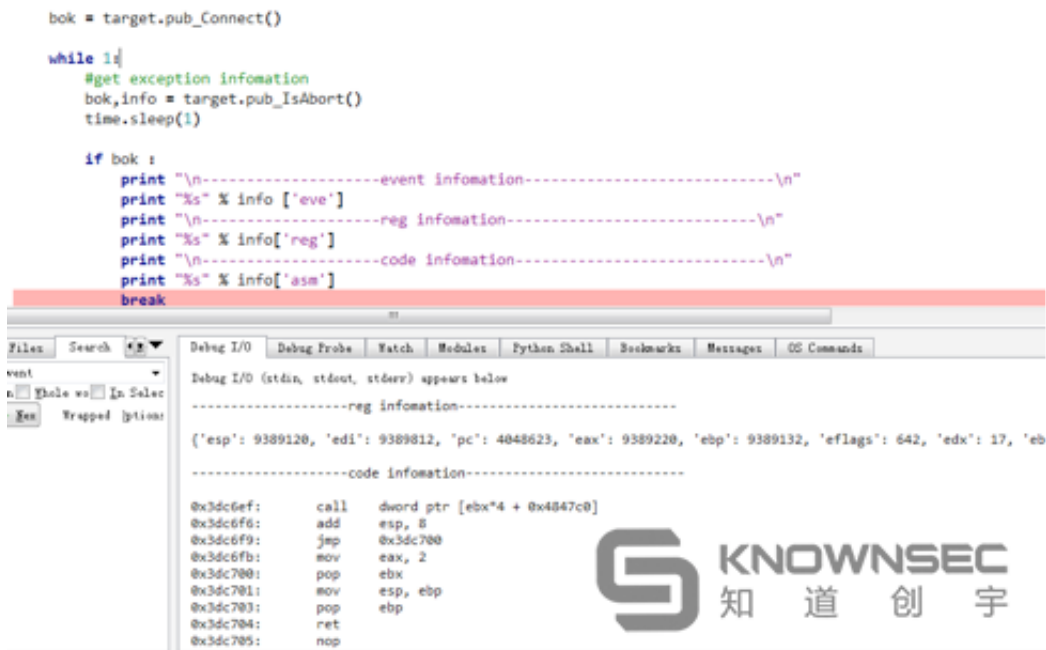 bok = target.pub_Connect()
while 1:
#get exception infomation
bok,info = target.pub_IsAbort()
time.sleep(1)
if bok :
print "\n--------------------event infomation----------------------------\n"
print "%s" % info ['eve']
print "\n--------------------reg infomation----------------------------\n"
print "%s" % info['reg']
print "\n--------------------code infomation----------------------------\n"
print "%s" % info['asm']
break
Files Search
Debug I/O Debug Probe Watch Modules Python Shell Bookmarks Messages OS Commands
vent
Whole wo In Selec
Wrapped ptions
Debug I/O (stdin, stdout, stderr) appears below
--------------------reg infomation----------------------------
{'esp': 9389120, 'edi': 9389812, 'pc': 4048623, 'eax': 9389220, 'ebp': 9389132, 'eflags': 642, 'edx': 17, 'eb
--------------------code infomation----------------------------
0x3dc6ef: call dword ptr [ebx*4 + 0x4847c0]
0x3dc6f6: add esp, 8
0x3dc6f9: jmp 0x3dc700
0x3dc6fb: mov eax, 2
0x3dc700: pop ebx
0x3dc701: mov esp, ebp
0x3dc703: pop ebp
0x3dc704: ret
0x3dc705: nop
KNOWNSEC
知道创宇